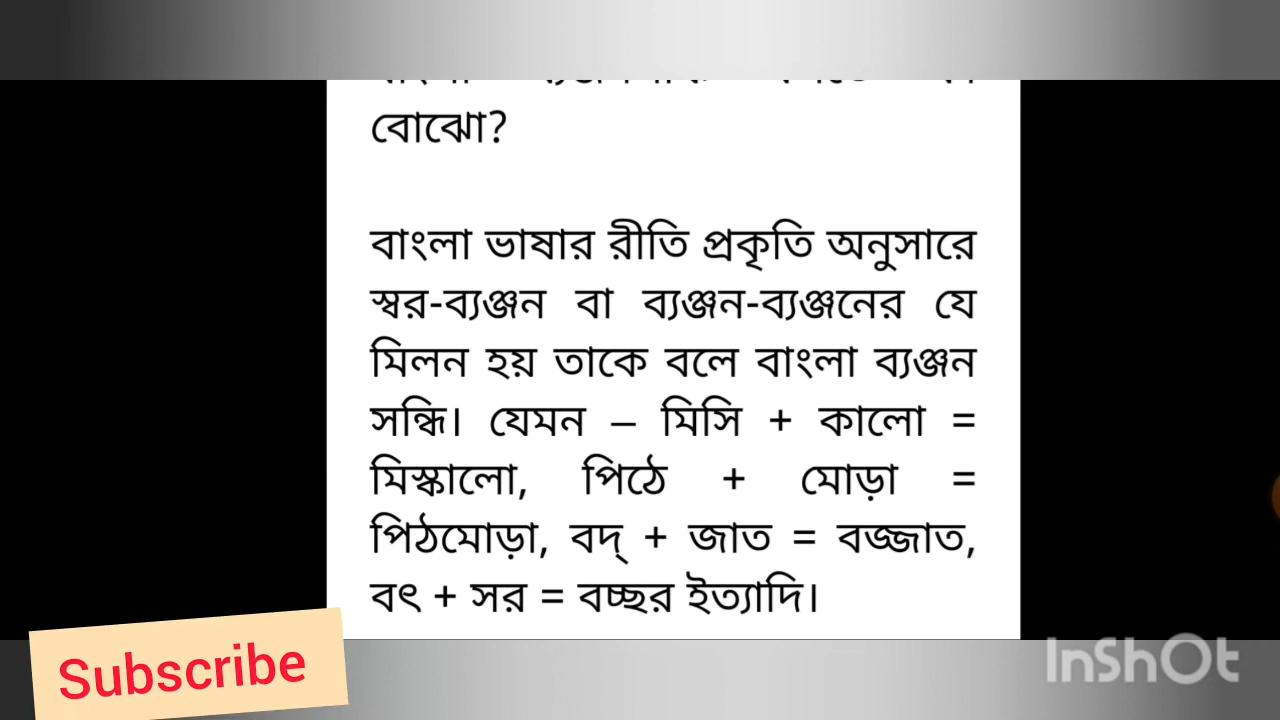 বোঝো?
বাংলা ভাষার রীতি প্রকৃতি অনুসারে
স্বর-ব্যঞ্জন বা ব্যঞ্জন-ব্যঞ্জনের যে
মিলন হয় তাকে বলে বাংলা ব্যঞ্জন
সন্ধি। যেমন – মিসি + কালো =
মিস্কালো, পিঠে + মোড়া =
পিঠমোড়া, বদ্ + জাত = বজ্জাত,
বৎ + সর = বচ্ছর ইত্যাদি।
Subscribe
InShOt